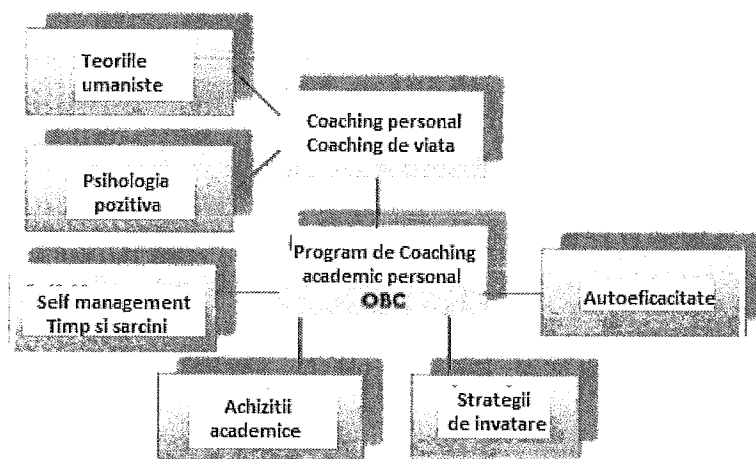 Teoriile
umaniste
Coaching personal
Coaching de viata
Psihologia
pozitiva
Program de Coaching
academic personal
OBC
Self management
Timp si sarcini
Autoeficacitate
Achizitii
academice
Strategii
de invatare